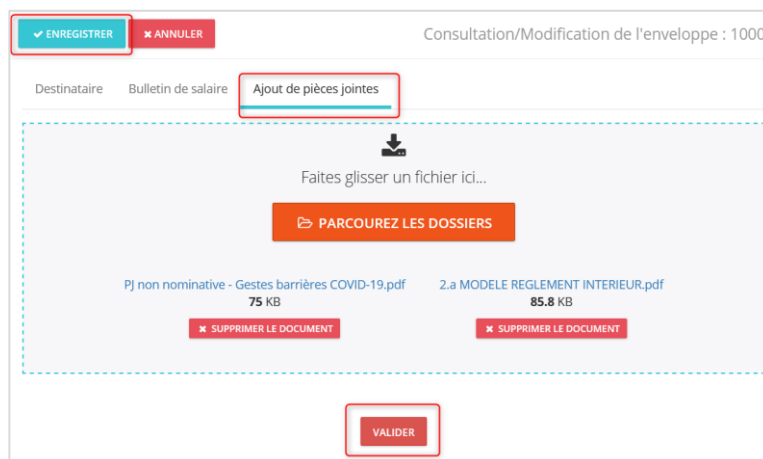 ENREGISTRER ANNULER Consultation/Modification de l'enveloppe : 1000
Destinataire Bulletin de salaire Ajout de pièces jointes
Faites glisser un fichier ici...
PARCOUREZ LES DOSSIERS
PJ non nominative - Gestes barrières COVID-19.pdf 2.a MODELE REGLEMENT INTERIEUR.pdf
75 KB 85.8 KB
SUPPRIMER LE DOCUMENT SUPPRIMER LE DOCUMENT
VALIDER